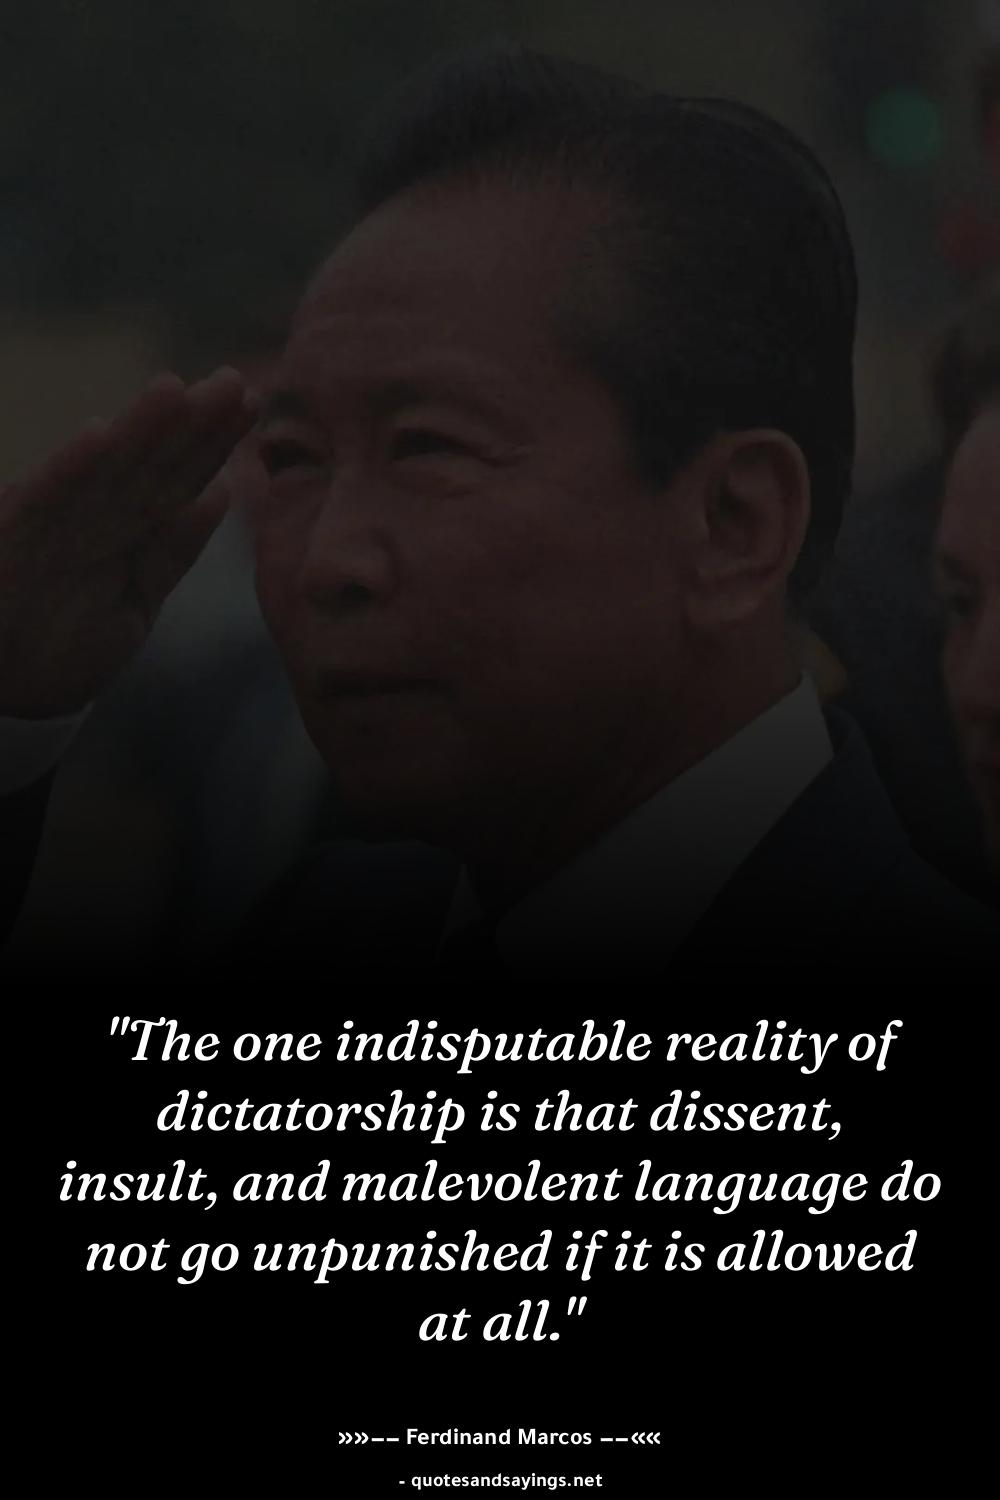 "The one indisputable reality of
dictatorship is that dissent,
insult, and malevolent language do
not go unpunished if it is allowed
at all."
»»−− Ferdinand Marcos −−««
- quotesandsayings.net